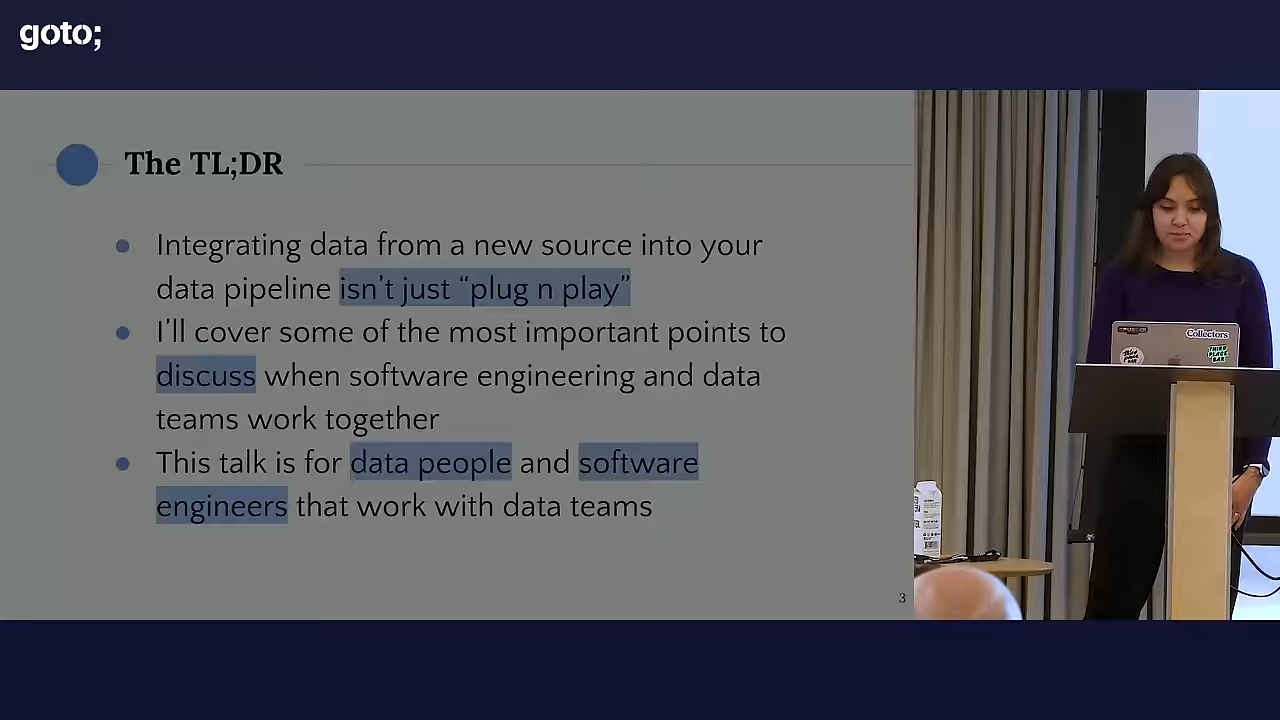 goto;
The TL;DR
Integrating data from a new source into your
data pipeline isn't just “plug n play”
I'll cover some of the most important points to
discuss when software engineering and data
teams work together
This talk is for data people and software
engineers that work with data teams
3
Collectors